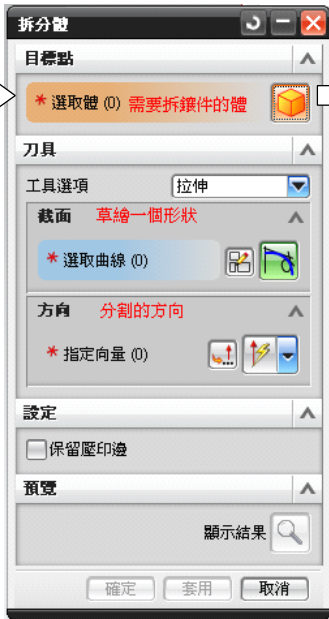 拆分體
目標點
* 選取體 (0) 需要拆鑲件的體
刀具
工具選項 拉伸
截面 草繪一個形狀
* 選取曲線 (0)
方向 分割的方向
* 指定向量 (0)
設定
保留壓印邊
預覽
顯示結果
確定 套用 取消